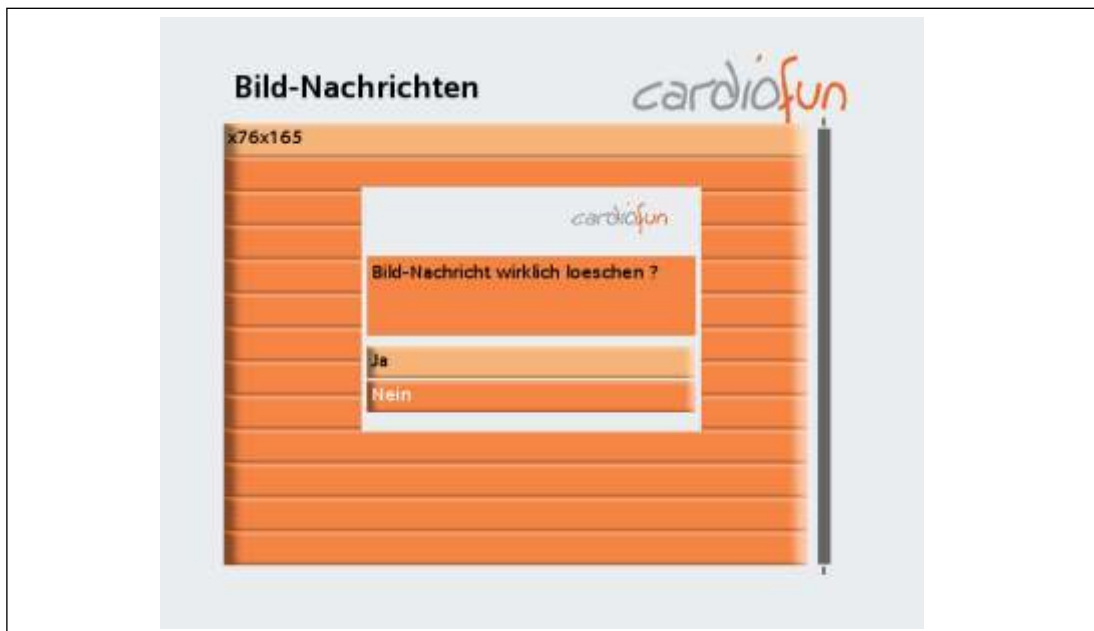 Bild-Nachrichten
cardiofun
x76x165
cardiofun
Bild-Nachricht wirklich loeschen ?
Ja
Nein